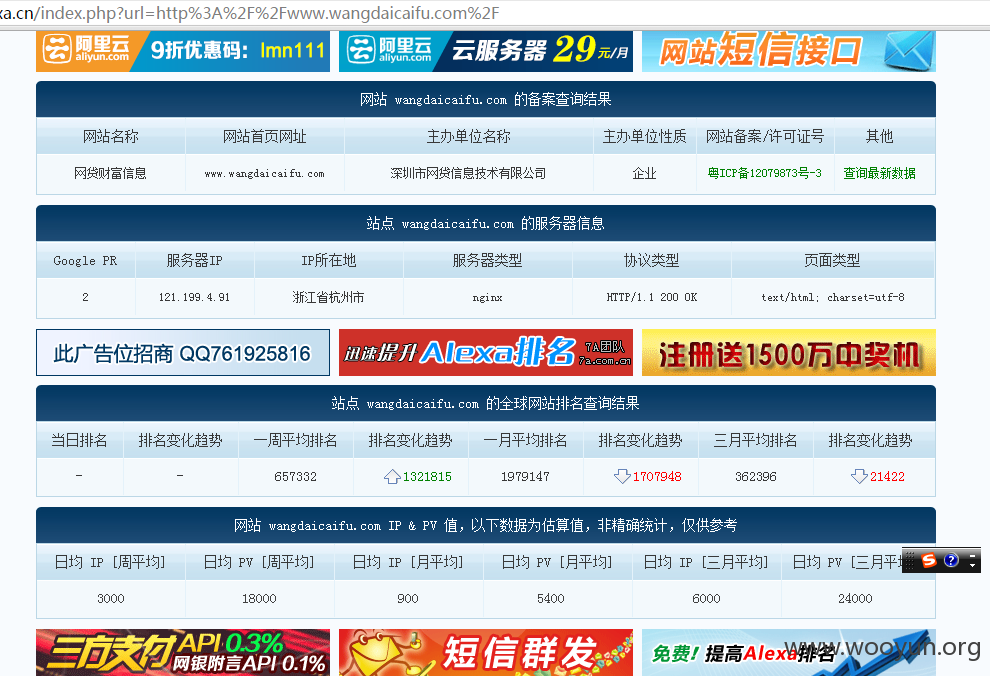 xa.cn/index.php?url=http%3A%2F%2Fwww.wangdaicaifu.com%2F
阿里云 aliyun.com 9折优惠码：lmn111
阿里云 aliyun.com 云服务器 29元/月
网站短信接口
网站 wangdaicaifu.com 的备案查询结果
网站名称 网站首页网址 主办单位名称 主办单位性质 网站备案/许可证号 其他
网贷财富信息 www.wangdaicaifu.com 深圳市网贷信息技术有限公司 企业 粤ICP备12079873号-3 查询最新数据
站点 wangdaicaifu.com 的服务器信息
Google PR 服务器IP IP所在地 服务器类型 协议类型 页面类型
2 121.199.4.91 浙江省杭州市 nginx HTTP/1.1 200 OK text/html; charset=utf-8
此广告位招商 QQ761925816
迅速提升Alexa排名 7A团队 7a.com.cn
注册送1500万中奖机
站点 wangdaicaifu.com 的全球网站排名查询结果
当日排名 排名变化趋势 一周平均排名 排名变化趋势 一月平均排名 排名变化趋势 三月平均排名 排名变化趋势
- - 657332 1321815 1979147 1707948 362396 21422
网站 wangdaicaifu.com IP & PV 值，以下数据为估算值，非精确统计，仅供参考
日均 IP [周平均] 日均 PV [周平均] 日均 IP [月平均] 日均 PV [月平均] 日均 IP [三月平均] 日均 PV [三月平
3000 18000 900 5400 6000 24000
三方支付API 0.3% 网银附言API 0.1%
短信群发
免费! 提高Alexa排名
www.wooyun.org